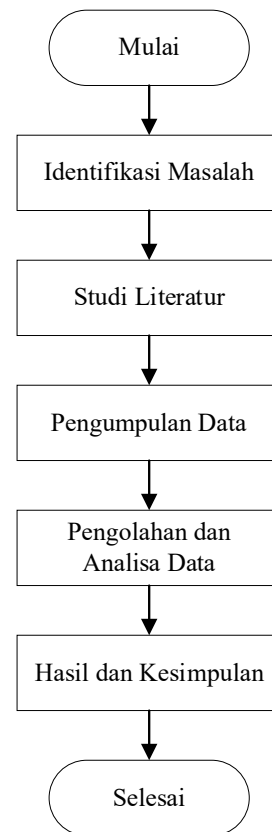 Mulai
Identifikasi Masalah
Studi Literatur
Pengumpulan Data
Pengolahan dan
Analisa Data
Hasil dan Kesimpulan
Selesai